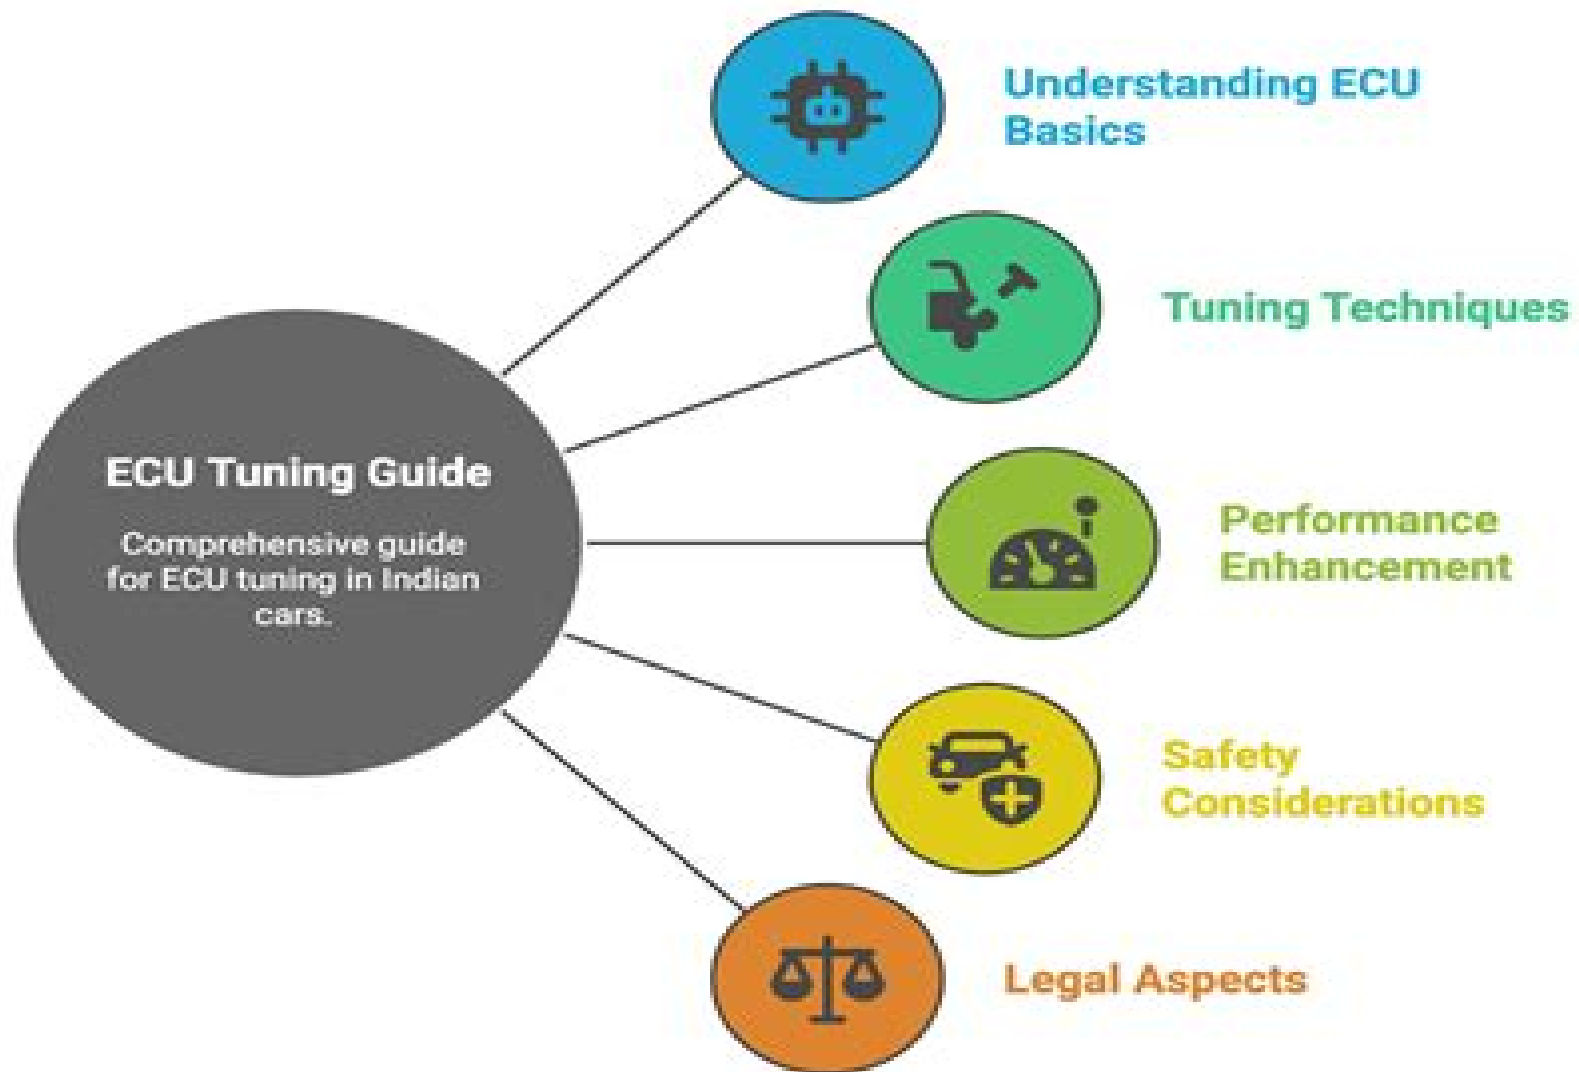 Understanding ECU
Basics
Tuning Techniques
ECU Tuning Guide
Comprehensive guide
for ECU tuning in Indian
cars.
Performance
Enhancement
Safety
Considerations
Legal Aspects